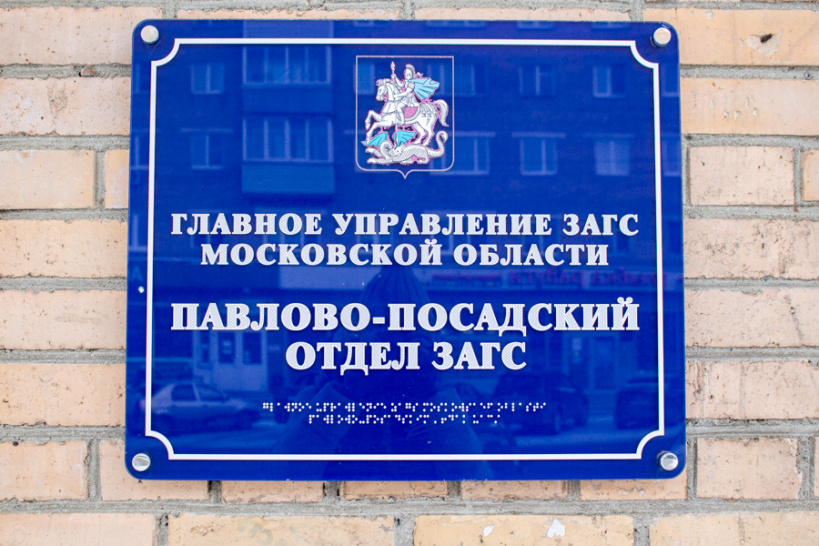 ГЛАВНОЕ УПРАВЛЕНИЕ ЗАГС
МОСКОВСКОЙ ОБЛАСТИ
ПАВЛОВО-ПОСАДСКИЙ
ОТДЕЛ ЗАГС